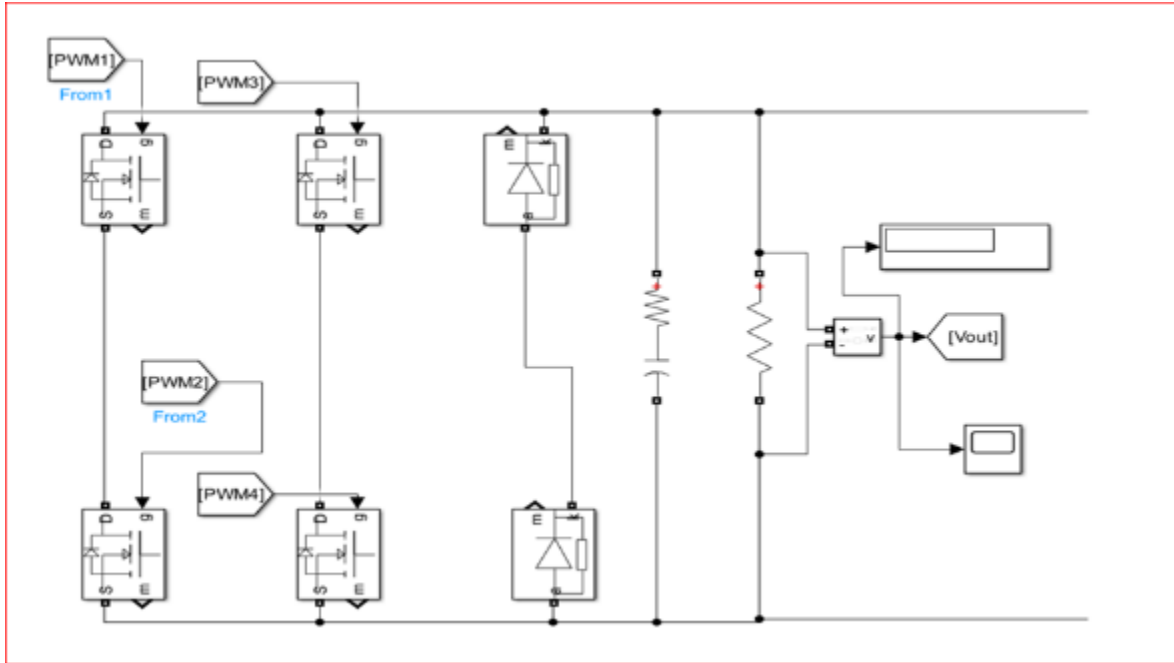 [PWM1]
From1
[PWM3]
D
g
S
m
D
g
S
m
m
k
a
+
-
v
[Vout]
[PWM2]
From2
[PWM4]
D
g
S
m
D
g
S
m
m
k
a